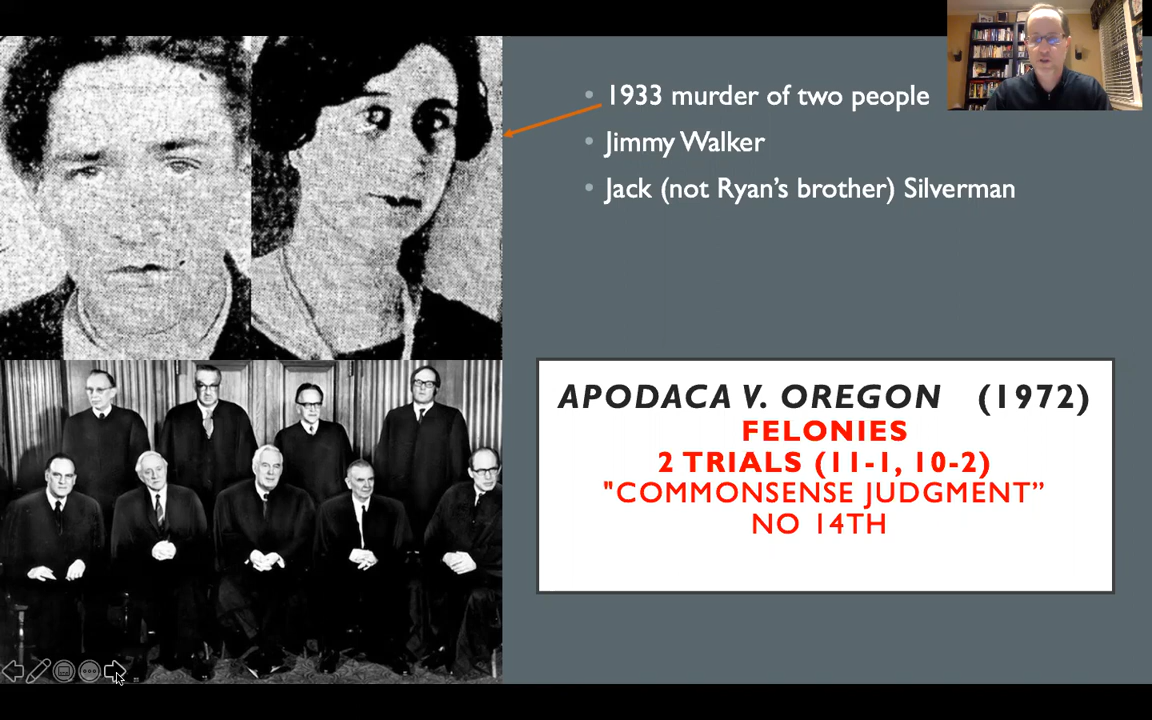 1933 murder of two people
Jimmy Walker
Jack (not Ryan’s brother) Silverman
APODACA V. OREGON (1972)
FELONIES
2 TRIALS (11-1, 10-2)
"COMMONSENSE JUDGMENT”
NO 14TH